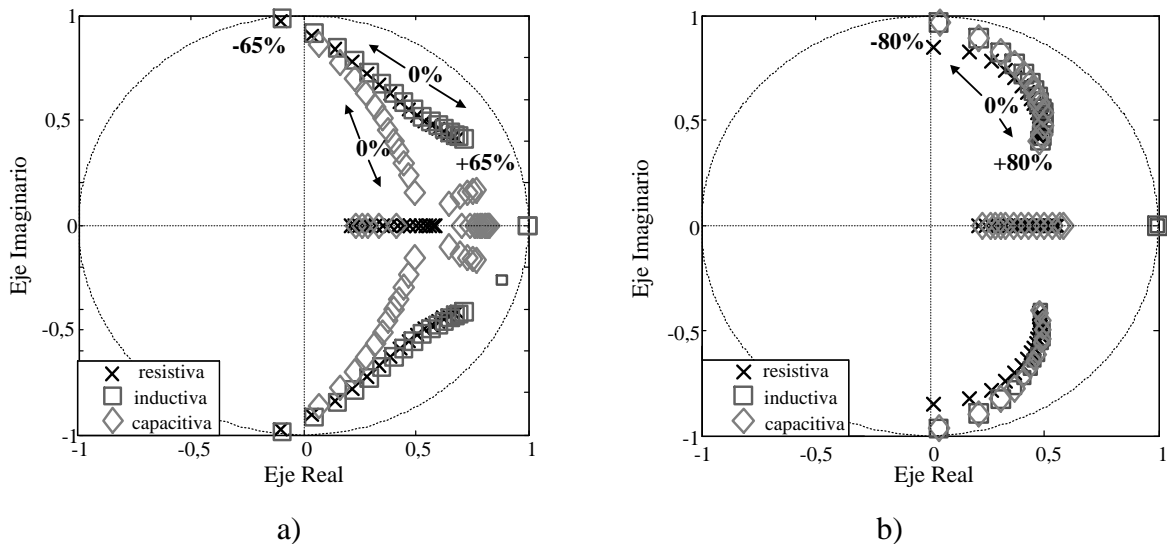 1
0,5
0
-0.5
-1
-1
-0,5
0
0,5
1
Eje Imaginario
Eje Real
-65%
0%
0%
+65%
resistiva
inductiva
capacitiva
a)
1
0,5
0
-0.5
-1
-1
-0,5
0
0,5
1
Eje Imaginario
Eje Real
-80%
0%
+80%
resistiva
inductiva
capacitiva
b)